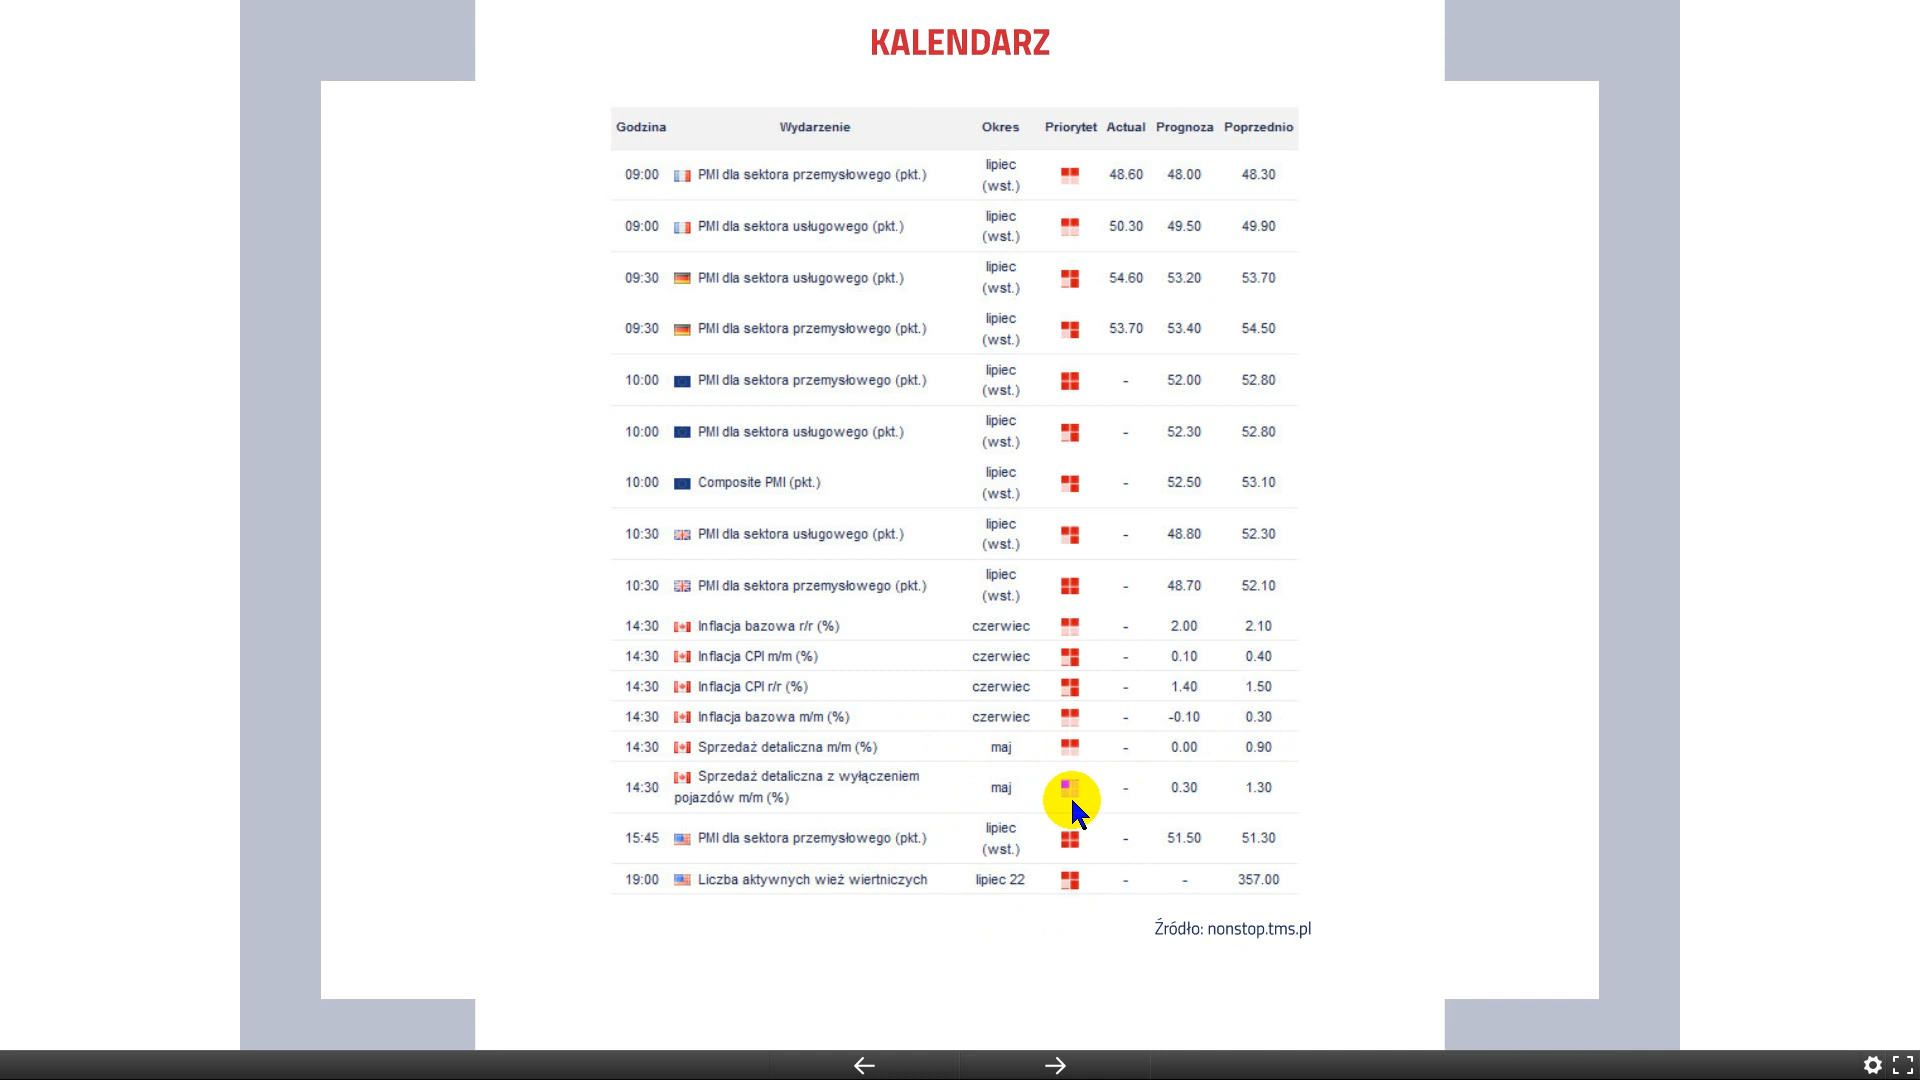 KALENDARZ
Godzina Wydarzenie Okres Priorytet Actual Prognoza Poprzednio
09:00 PMI dla sektora przemysłowego (pkt.) lipiec (wst.) 48.60 48.00 48.30
09:00 PMI dla sektora usługowego (pkt.) lipiec (wst.) 50.30 49.50 49.90
09:30 PMI dla sektora usługowego (pkt.) lipiec (wst.) 54.60 53.20 53.70
09:30 PMI dla sektora przemysłowego (pkt.) lipiec (wst.) 53.70 53.40 54.50
10:00 PMI dla sektora przemysłowego (pkt.) lipiec (wst.) - 52.00 52.80
10:00 PMI dla sektora usługowego (pkt.) lipiec (wst.) - 52.30 52.80
10:00 Composite PMI (pkt.) lipiec (wst.) - 52.50 53.10
10:30 PMI dla sektora usługowego (pkt.) lipiec (wst.) - 48.80 52.30
10:30 PMI dla sektora przemysłowego (pkt.) lipiec (wst.) - 48.70 52.10
14:30 Inflacja bazowa r/r (%) czerwiec - 2.00 2.10
14:30 Inflacja CPI m/m (%) czerwiec - 0.10 0.40
14:30 Inflacja CPI r/r (%) czerwiec - 1.40 1.50
14:30 Inflacja bazowa m/m (%) czerwiec - -0.10 0.30
14:30 Sprzedaż detaliczna m/m (%) maj - 0.00 0.90
14:30 Sprzedaż detaliczna z wyłączeniem pojazdów m/m (%) maj - 0.30 1.30
15:45 PMI dla sektora przemysłowego (pkt.) lipiec (wst.) - 51.50 51.30
19:00 Liczba aktywnych wież wiertniczych lipiec 22 - - 357.00
Źródło: nonstop.tms.pl